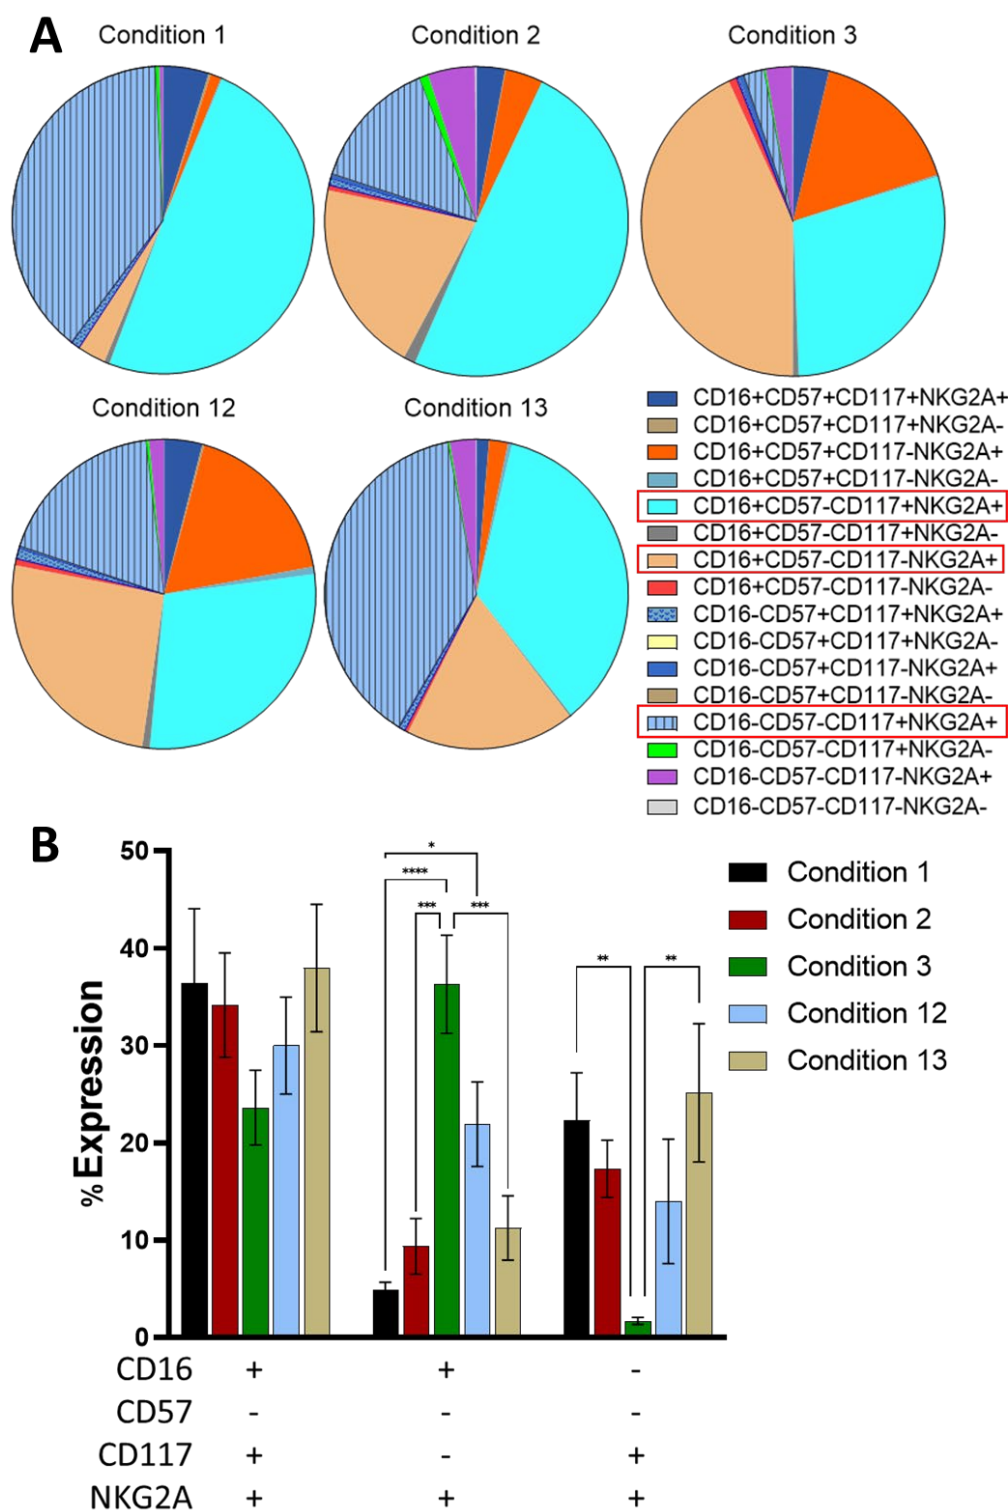 A
Condition 1
Condition 2
Condition 3
Condition 12
Condition 13
CD16+CD57+CD117+NKG2A+
CD16+CD57+CD117+NKG2A-
CD16+CD57+CD117-NKG2A+
CD16+CD57+CD117-NKG2A-
CD16+CD57-CD117+NKG2A+
CD16+CD57-CD117+NKG2A-
CD16+CD57-CD117-NKG2A+
CD16+CD57-CD117-NKG2A-
CD16-CD57+CD117+NKG2A+
CD16-CD57+CD117+NKG2A-
CD16-CD57+CD117-NKG2A+
CD16-CD57+CD117-NKG2A-
CD16-CD57-CD117+NKG2A+
CD16-CD57-CD117+NKG2A-
CD16-CD57-CD117-NKG2A+
CD16-CD57-CD117-NKG2A-
B
% Expression
50
40
30
20
10
0
*
****
*** ***
** **
Condition 1
Condition 2
Condition 3
Condition 12
Condition 13
CD16 + + -
CD57 - - -
CD117 + - +
NKG2A + + +